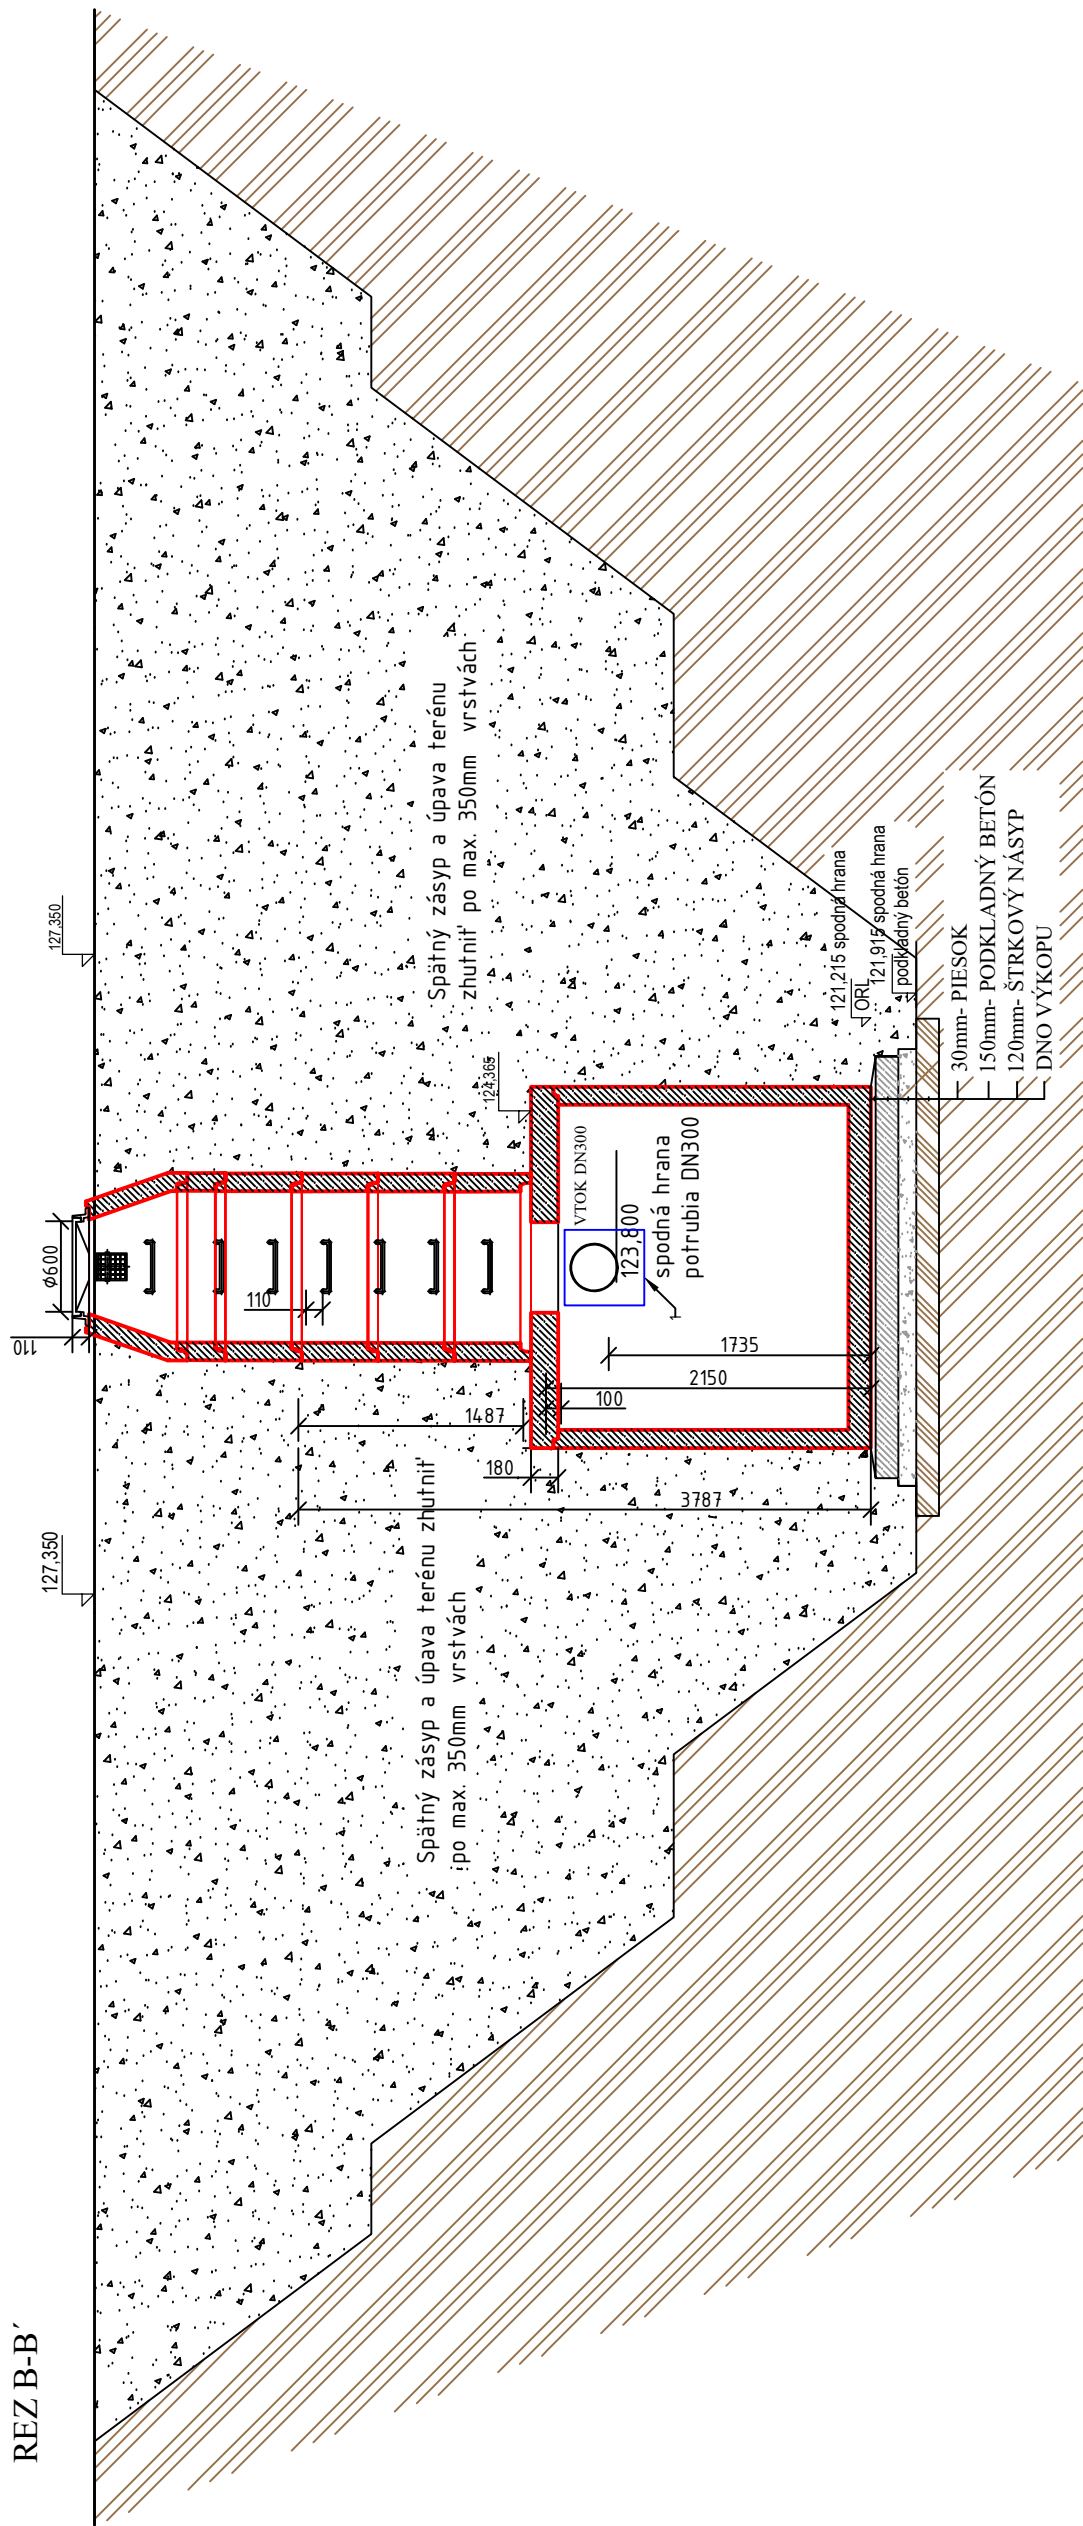 REZ B-B´
127,350
127,350
110
Ø600
110
124,365
Spätný zásyp a úpava terénu zhutniť
po max. 350mm vrstvách
Spätný zásyp a úpava terénu
zhutniť po max. 350mm vrstvách
1487
180
3787
100
2150
1735
VTOK DN300
123,800
spodná hrana
potrubia DN300
121,215 spodná hrana
ORL
121,915 spodná hrana
podkladný betón
30mm- PIESOK
150mm- PODKLADNÝ BETÓN
120mm- ŠTRKOVÝ NÁSYP
DNO VÝKOPU